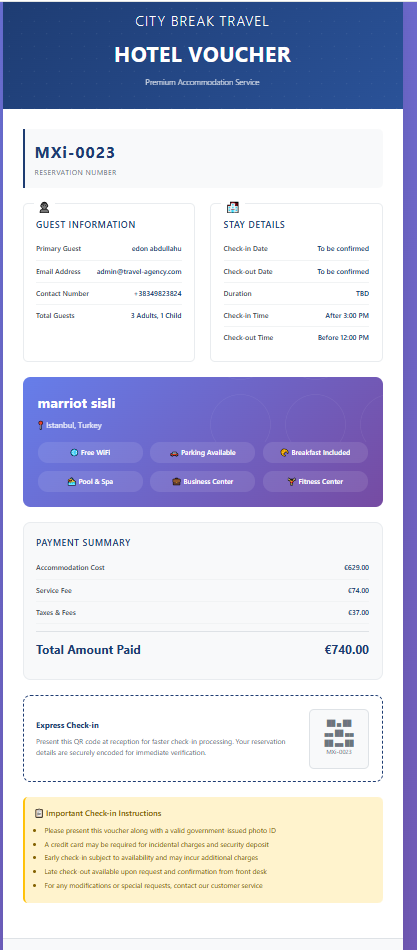 CITY BREAK TRAVEL
HOTEL VOUCHER
Premium Accommodation Service
MXi-0023
RESERVATION NUMBER
GUEST INFORMATION
Primary Guest edon abdullahu
Email Address admin@travel-agency.com
Contact Number +38349823824
Total Guests 3 Adults, 1 Child
STAY DETAILS
Check-in Date To be confirmed
Check-out Date To be confirmed
Duration TBD
Check-in Time After 3:00 PM
Check-out Time Before 12:00 PM
marriot sisli
Istanbul, Turkey
Free WiFi
Parking Available
Breakfast Included
Pool & Spa
Business Center
Fitness Center
PAYMENT SUMMARY
Accommodation Cost €629.00
Service Fee €74.00
Taxes & Fees €37.00
Total Amount Paid €740.00
Express Check-in
Present this QR code at reception for faster check-in processing. Your reservation
details are securely encoded for immediate verification.
MXi-0023
Important Check-in Instructions
Please present this voucher along with a valid government-issued photo ID
A credit card may be required for incidental charges and security deposit
Early check-in subject to availability and may incur additional charges
Late check-out available upon request and confirmation from front desk
For any modifications or special requests, contact our customer service